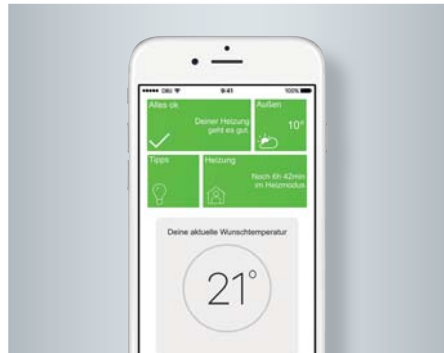 9:41
100%
Alles ok
Deiner Heizung
geht es gut.
Außen
10°
Tipps
Heizung
Noch 6h 42min
im Heizmodus
Deine aktuelle Wunschtemperatur
21°